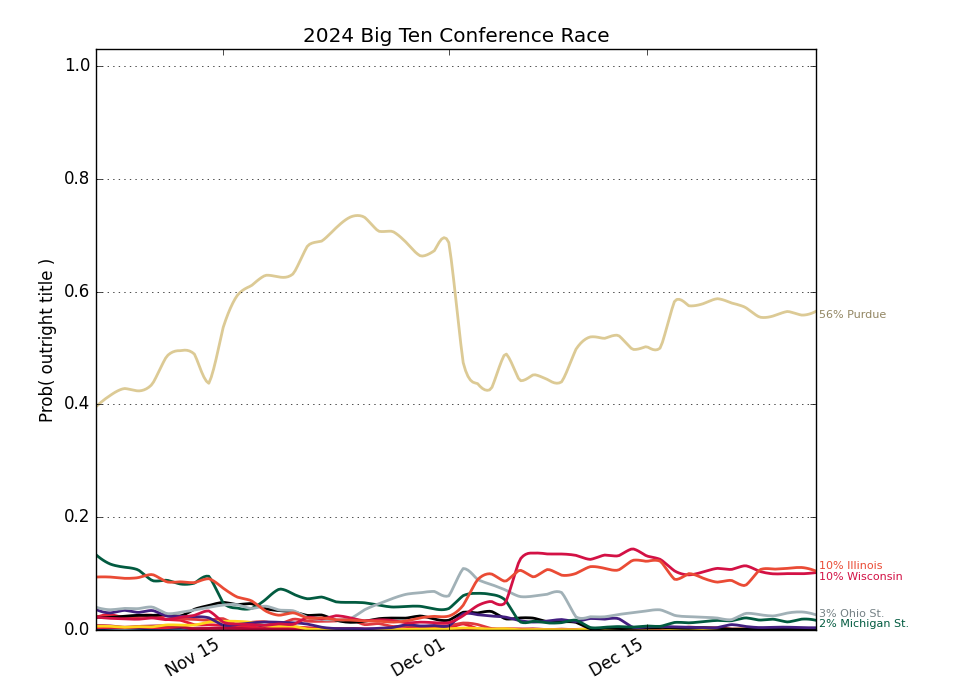 2024 Big Ten Conference Race
Prob( outright title )
1.0
0.8
0.6
0.4
0.2
0.0
Nov 15
Dec 01
Dec 15
56% Purdue
10% Illinois
10% Wisconsin
3% Ohio St.
2% Michigan St.